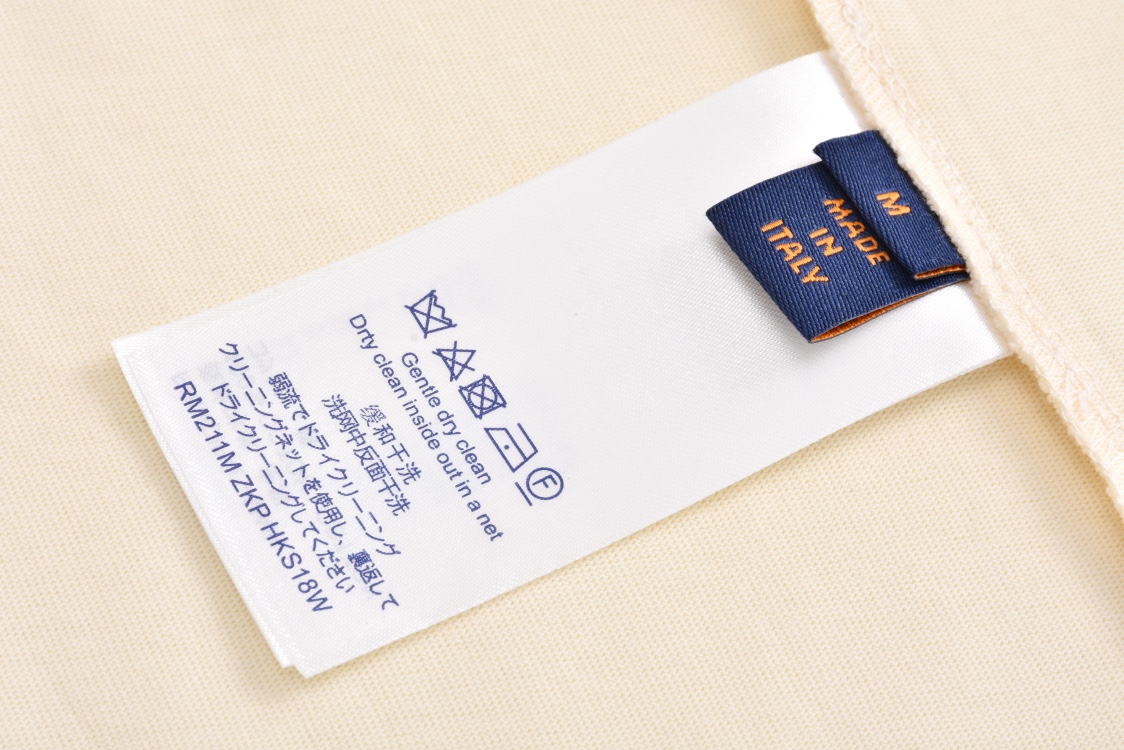 M
MADE
IN
ITALY
F
Gentle dry clean
Drty clean inside out in a net
缓和干洗
洗网中反面干洗
弱流でドライクリーニング
クリーニングネットを使用し、裏返して
ドライクリーニングしてください
RM211M ZKP HKS18W